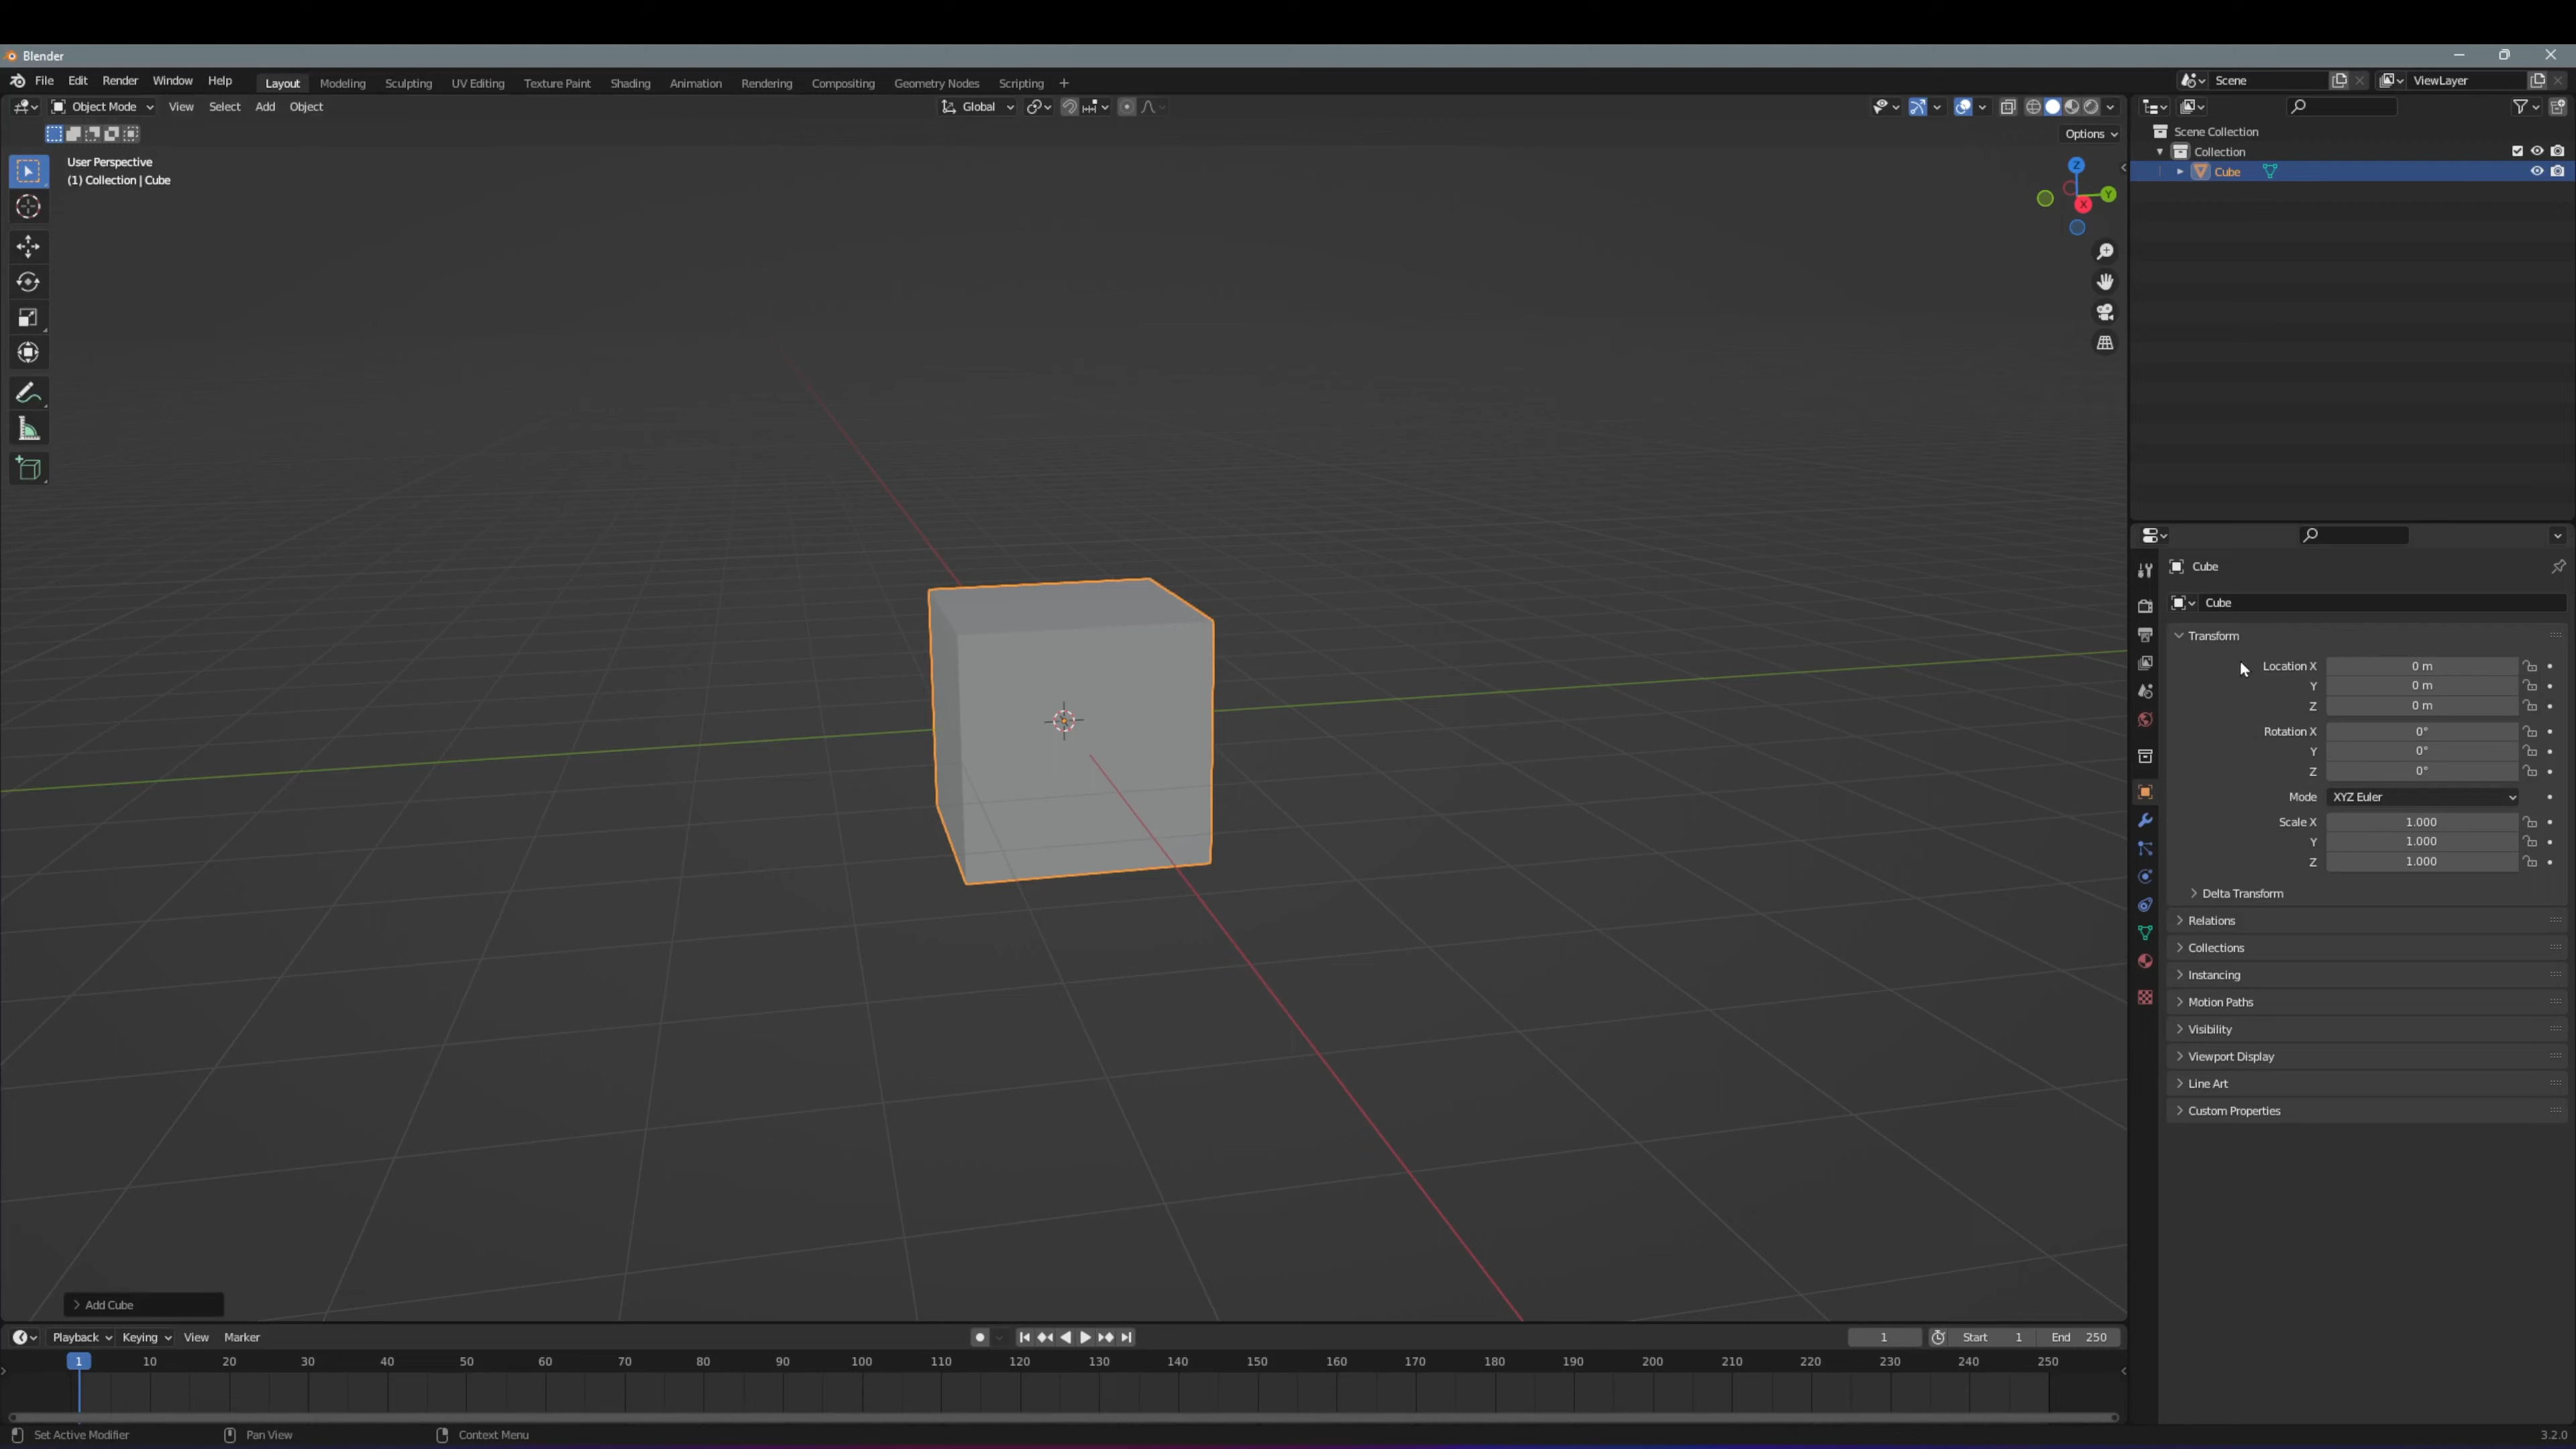 Blender
File Edit Render Window Help Layout Modeling Sculpting UV Editing Texture Paint Shading Animation Rendering Compositing Geometry Nodes Scripting + Scene ViewLayer
Object Mode View Select Add Object Global
Options
User Perspective
(1) Collection | Cube
Z
Y
X
Scene Collection
Collection
Cube
Cube
Cube
Transform
Location X 0 m
Y 0 m
Z 0 m
Rotation X 0°
Y 0°
Z 0°
Mode XYZ Euler
Scale X 1.000
Y 1.000
Z 1.000
Delta Transform
Relations
Collections
Instancing
Motion Paths
Visibility
Viewport Display
Line Art
Custom Properties
Add Cube
Playback Keying View Marker 1 Start 1 End 250
1 10 20 30 40 50 60 70 80 90 100 110 120 130 140 150 160 170 180 190 200 210 220 230 240 250
Set Active Modifier Pan View Context Menu 3.2.0